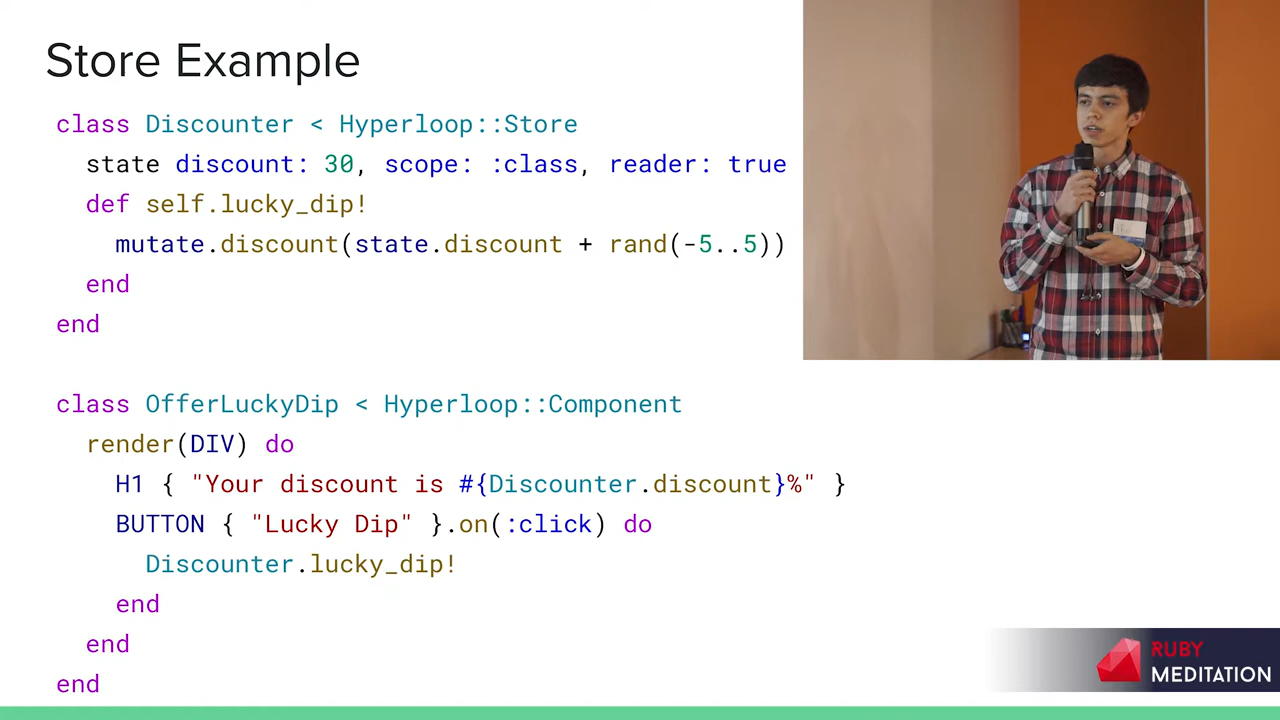 Store Example
class Discounter < Hyperloop::Store
state discount: 30, scope: :class, reader: true
def self.lucky_dip!
mutate.discount(state.discount + rand(-5..5))
end
end
class OfferLuckyDip < Hyperloop::Component
render(DIV) do
H1 { "Your discount is #{Discounter.discount}%" }
BUTTON { "Lucky Dip" }.on(:click) do
Discounter.lucky_dip!
end
end
end
RUBY
MEDITATION